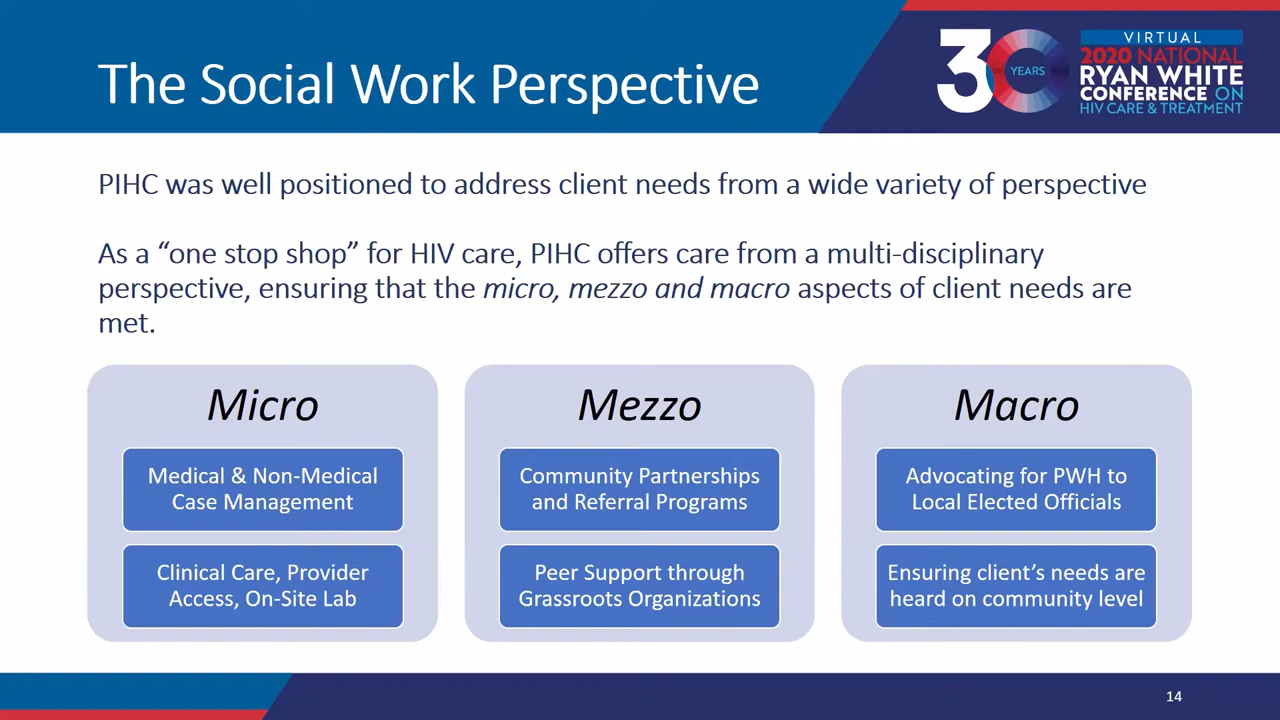 The Social Work Perspective
30
YEARS
VIRTUAL
2020 NATIONAL
RYAN WHITE
CONFERENCE ON
HIV CARE & TREATMENT
PIHC was well positioned to address client needs from a wide variety of perspective
As a “one stop shop” for HIV care, PIHC offers care from a multi-disciplinary
perspective, ensuring that the micro, mezzo and macro aspects of client needs are
met.
Micro
Medical & Non-Medical
Case Management
Clinical Care, Provider
Access, On-Site Lab
Mezzo
Community Partnerships
and Referral Programs
Peer Support through
Grassroots Organizations
Macro
Advocating for PWH to
Local Elected Officials
Ensuring client’s needs are
heard on community level
14